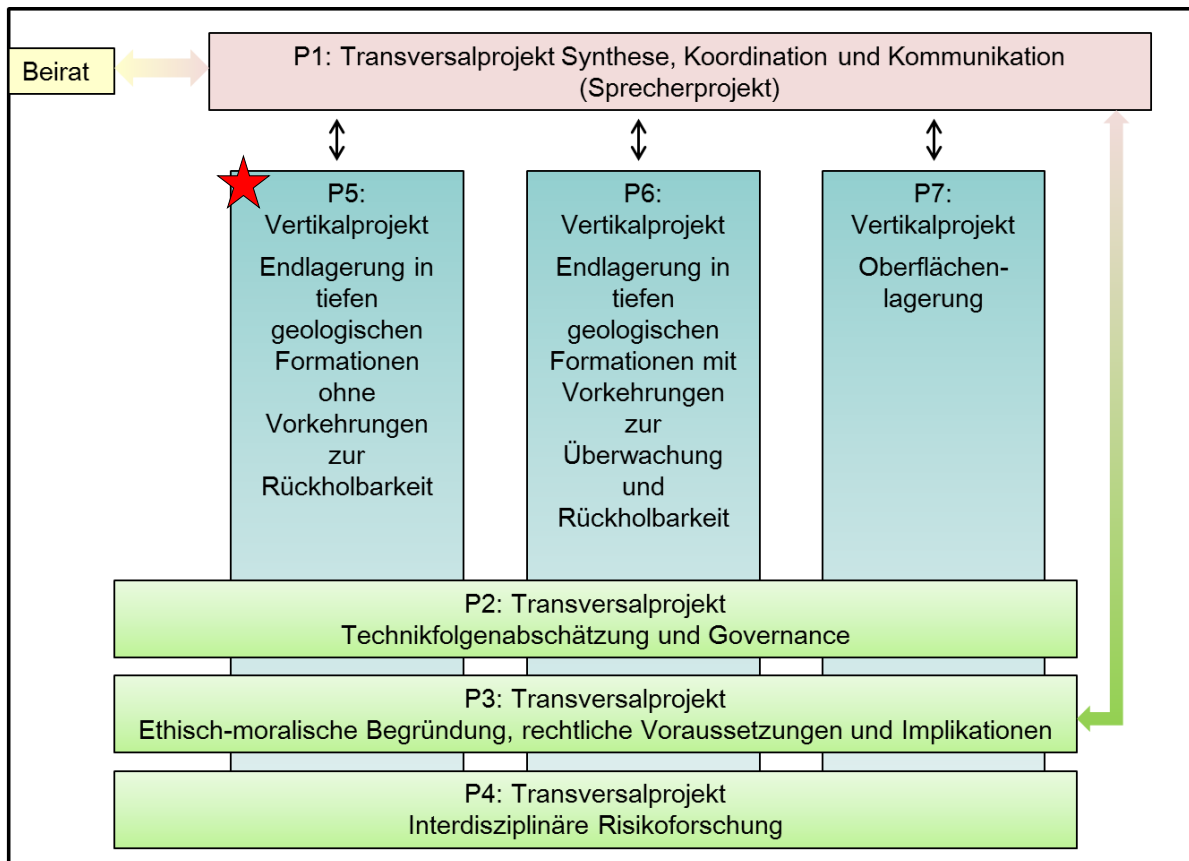 Beirat
P1: Transversalprojekt Synthese, Koordination und Kommunikation
(Sprecherprojekt)
P5:
Vertikalprojekt
Endlagerung in
tiefen
geologischen
Formationen
ohne
Vorkehrungen
zur
Rückholbarkeit
P6:
Vertikalprojekt
Endlagerung in
tiefen
geologischen
Formationen mit
Vorkehrungen
zur
Überwachung
und
Rückholbarkeit
P7:
Vertikalprojekt
Oberflächen-
lagerung
P2: Transversalprojekt
Technikfolgenabschätzung und Governance
P3: Transversalprojekt
Ethisch-moralische Begründung, rechtliche Voraussetzungen und Implikationen
P4: Transversalprojekt
Interdisziplinäre Risikoforschung